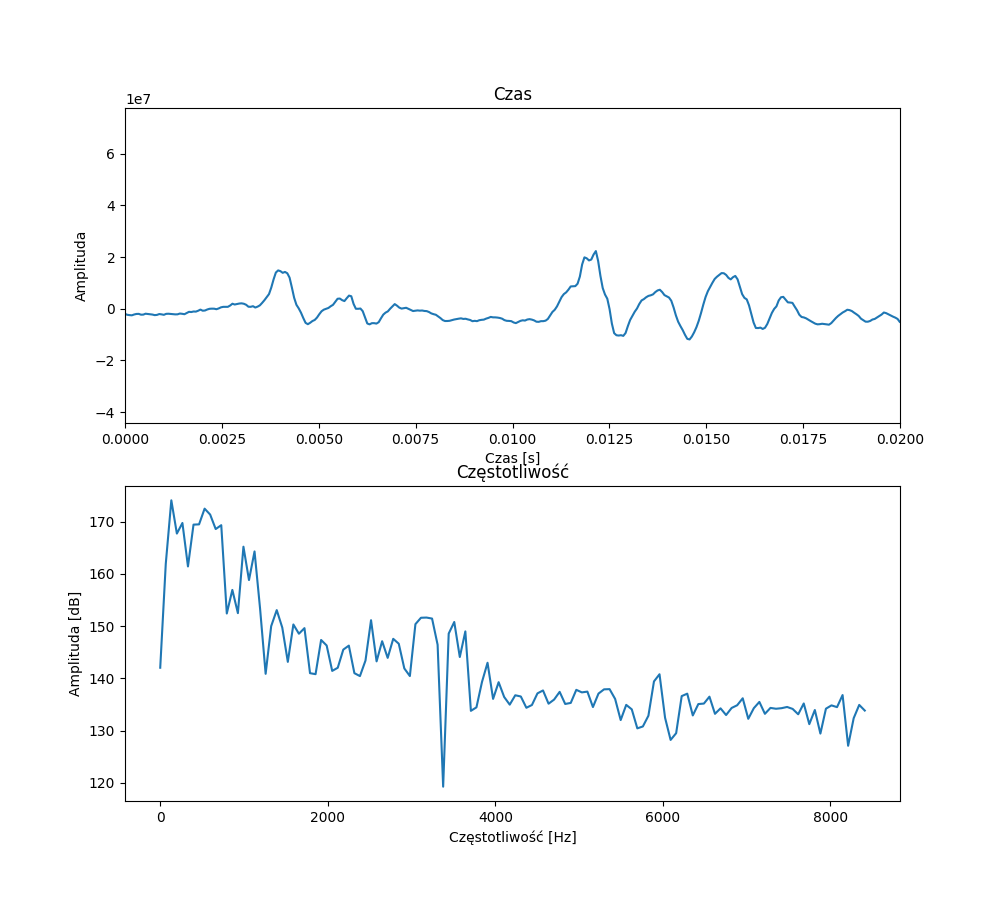 Czas
1e7
6
4
2
0
−2
−4
Amplituda
0.0000 0.0025 0.0050 0.0075 0.0100 0.0125 0.0150 0.0175 0.0200
Czas [s]
Częstotliwość
170
160
150
140
130
120
Amplituda [dB]
0 2000 4000 6000 8000
Częstotliwość [Hz]